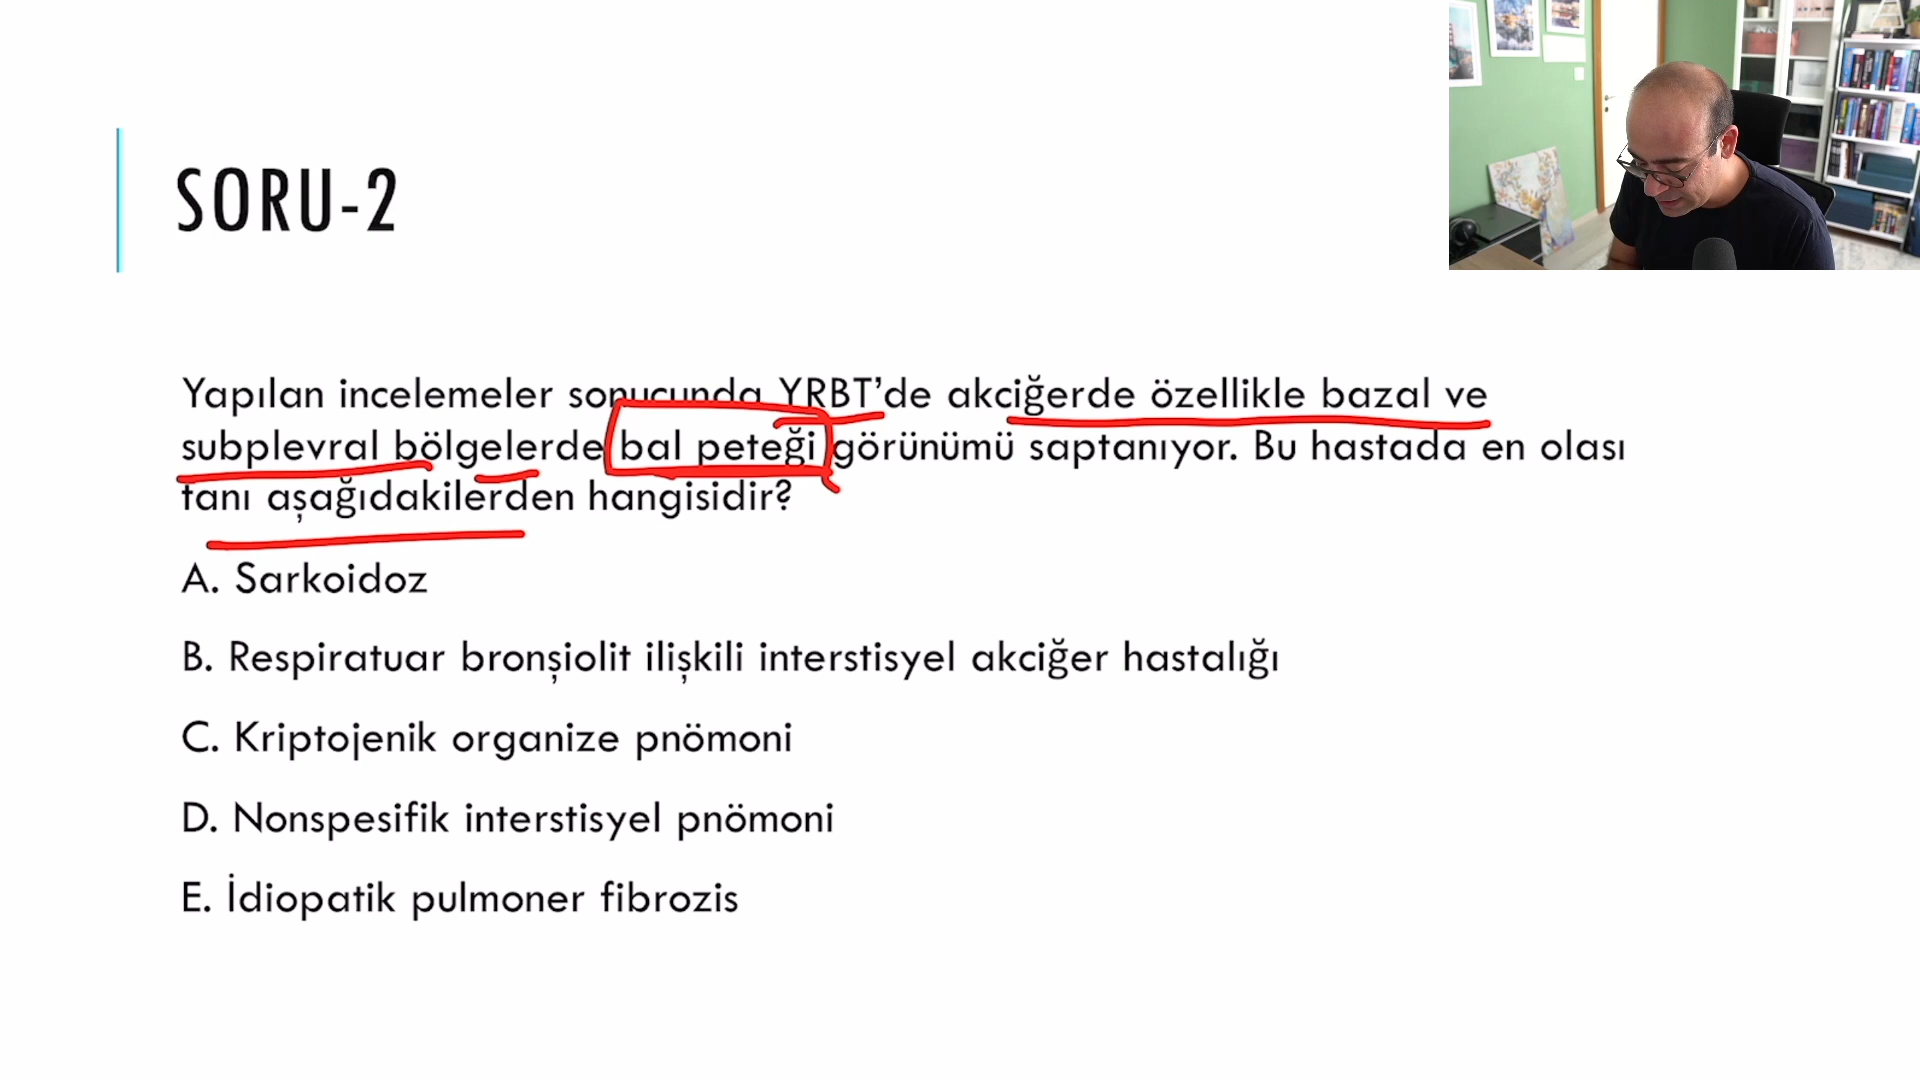 SORU-2
Yapılan incelemeler sonucunda YRBT’de akciğerde özellikle bazal ve
subplevral bölgelerde bal peteği görünümü saptanıyor. Bu hastada en olası
tanı aşağıdakilerden hangisidir?
A. Sarkoidoz
B. Respiratuar bronşiolit ilişkili interstisyel akciğer hastalığı
C. Kriptojenik organize pnömoni
D. Nonspesifik interstisyel pnömoni
E. İdiopatik pulmoner fibrozis